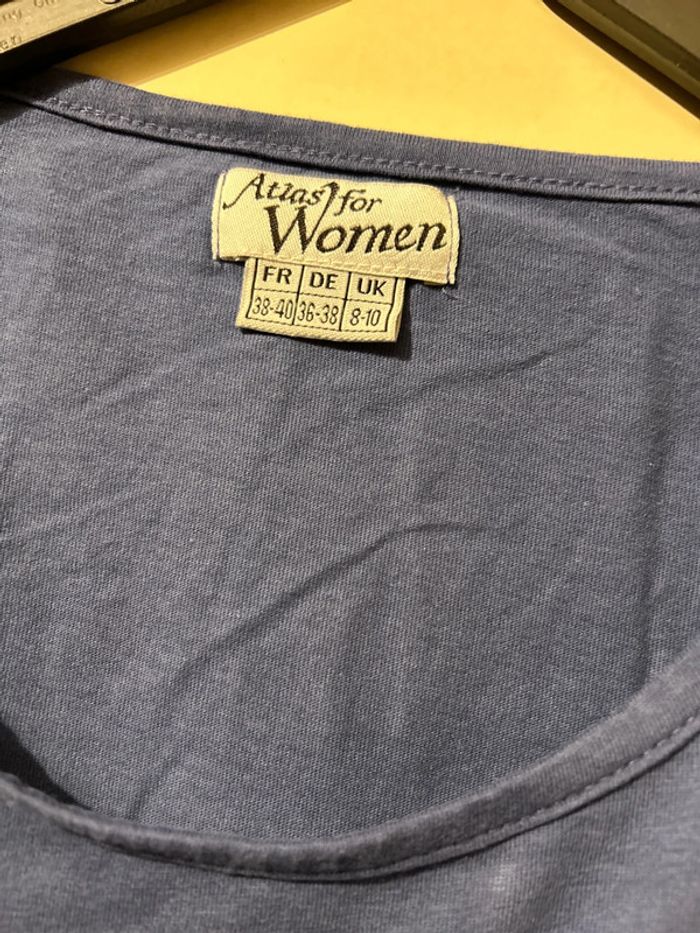 Atlas for
Women
FR DE UK
38-40 36-38 8-10